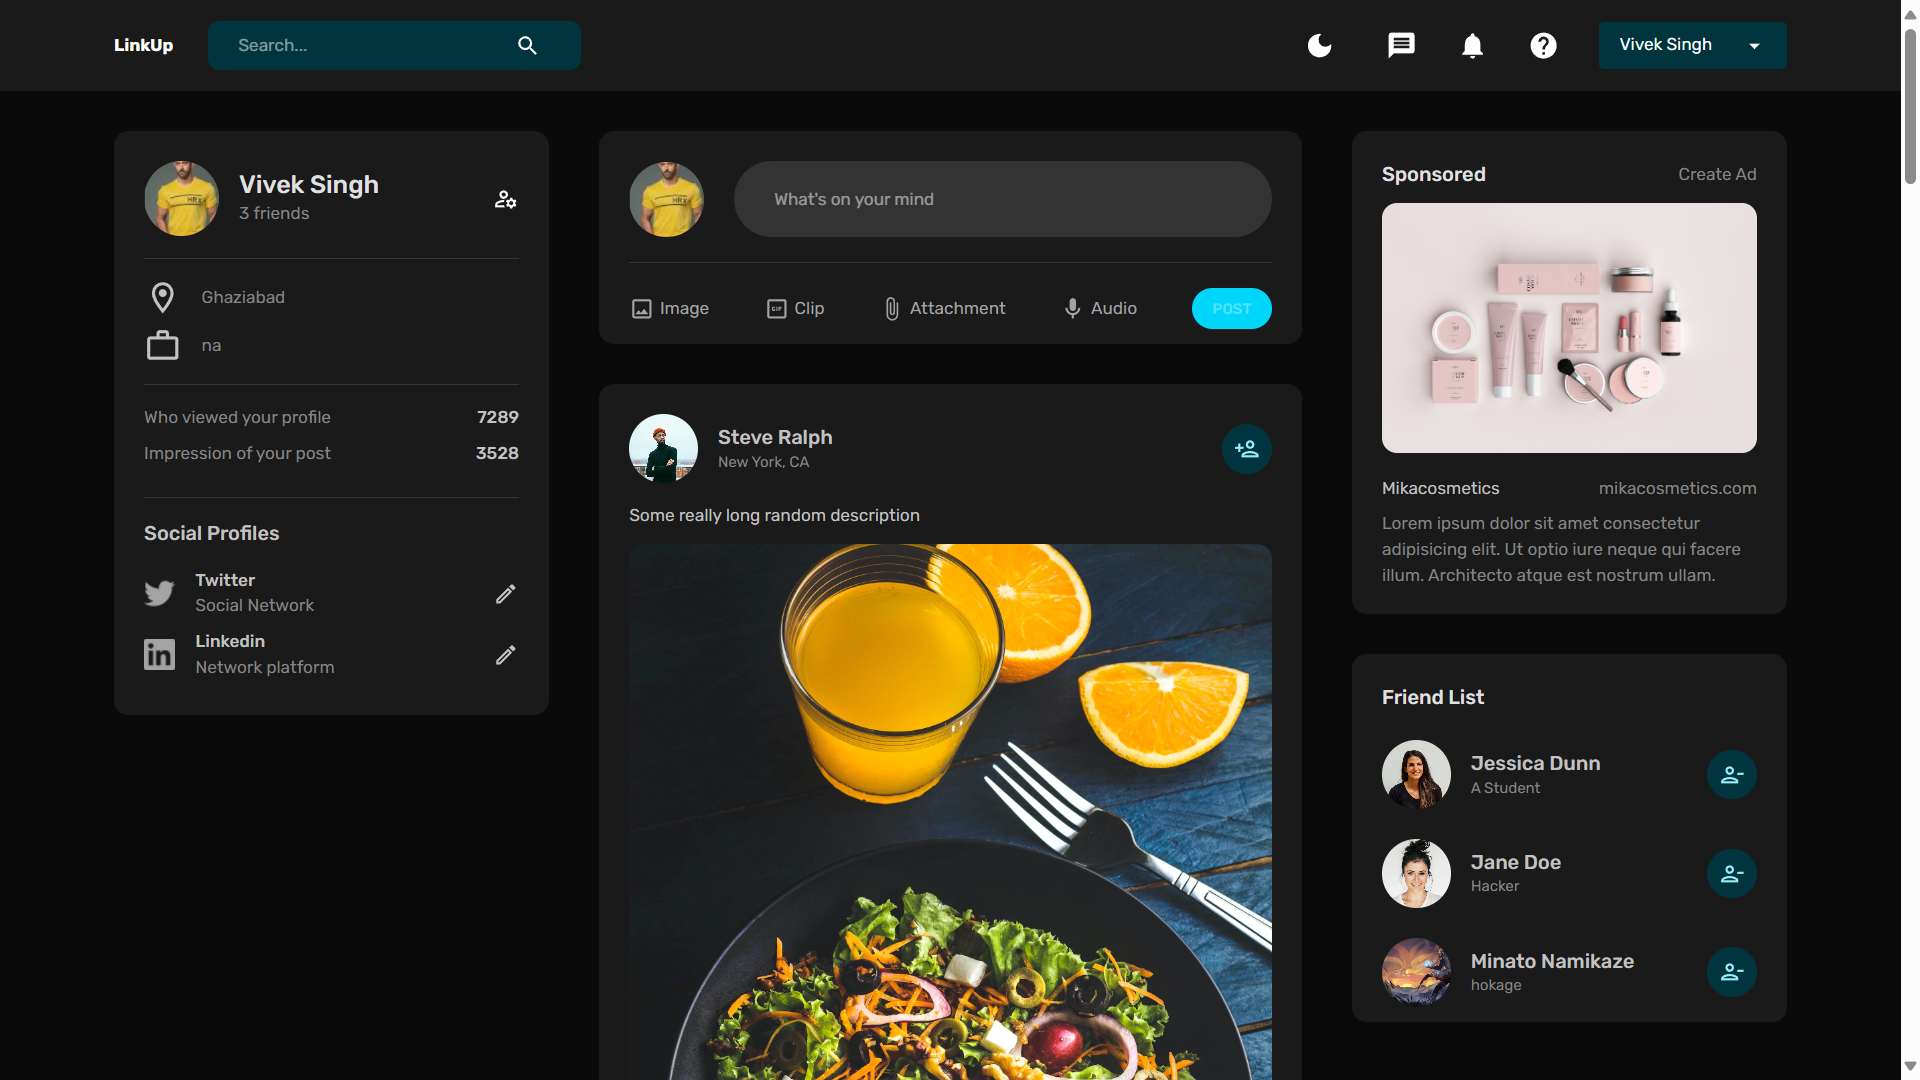 LinkUp
Search...
Vivek Singh
Vivek Singh
3 friends
Ghaziabad
na
Who viewed your profile 7289
Impression of your post 3528
Social Profiles
Twitter
Social Network
Linkedin
Network platform
HRX
What's on your mind
Image
GIF
Clip
Attachment
Audio
POST
Steve Ralph
New York, CA
Some really long random description
Sponsored
Create Ad
Mikacosmetics
mikacosmetics.com
Lorem ipsum dolor sit amet consectetur
adipisicing elit. Ut optio iure neque qui facere
illum. Architecto atque est nostrum ullam.
Friend List
Jessica Dunn
A Student
Jane Doe
Hacker
Minato Namikaze
hokage